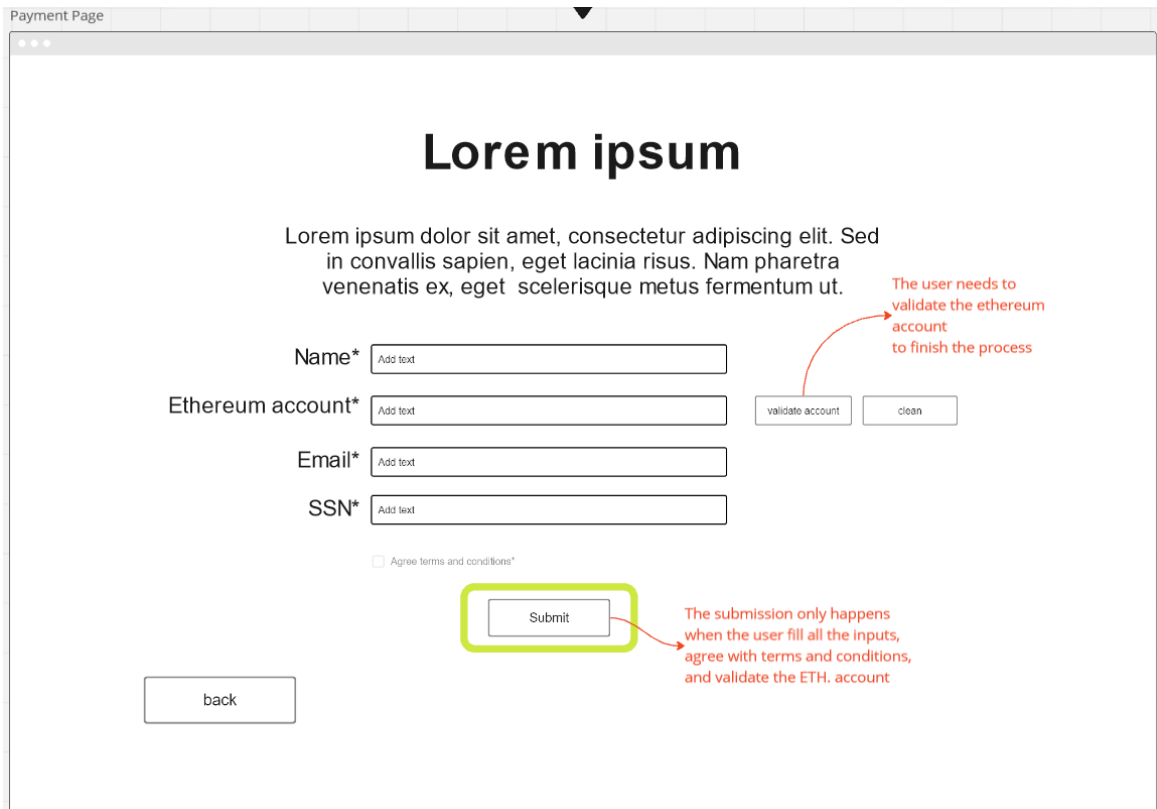 Payment Page
Lorem ipsum
Lorem ipsum dolor sit amet, consectetur adipiscing elit. Sed
in convallis sapien, eget lacinia risus. Nam pharetra
venenatis ex, eget scelerisque metus fermentum ut.
The user needs to
validate the ethereum
account
to finish the process
Name*
Add text
Ethereum account*
Add text
validate account
clean
Email*
Add text
SSN*
Add text
Agree terms and conditions*
Submit
The submission only happens
when the user fill all the inputs,
agree with terms and conditions,
and validate the ETH. account
back